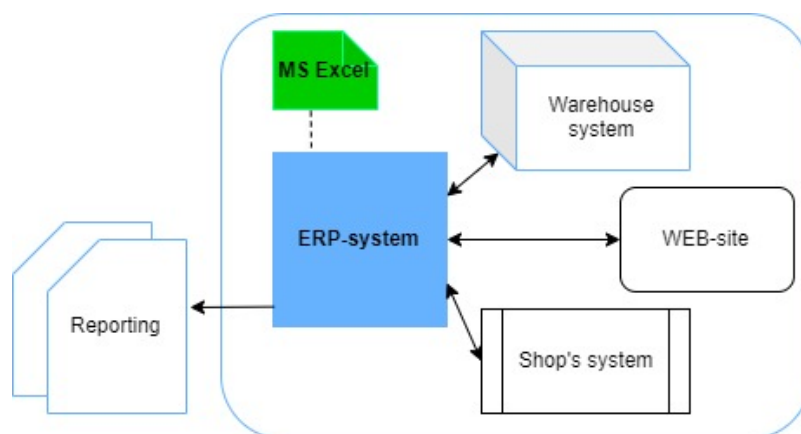 MS Excel
Warehouse
system
ERP-system
WEB-site
Reporting
Shop's system